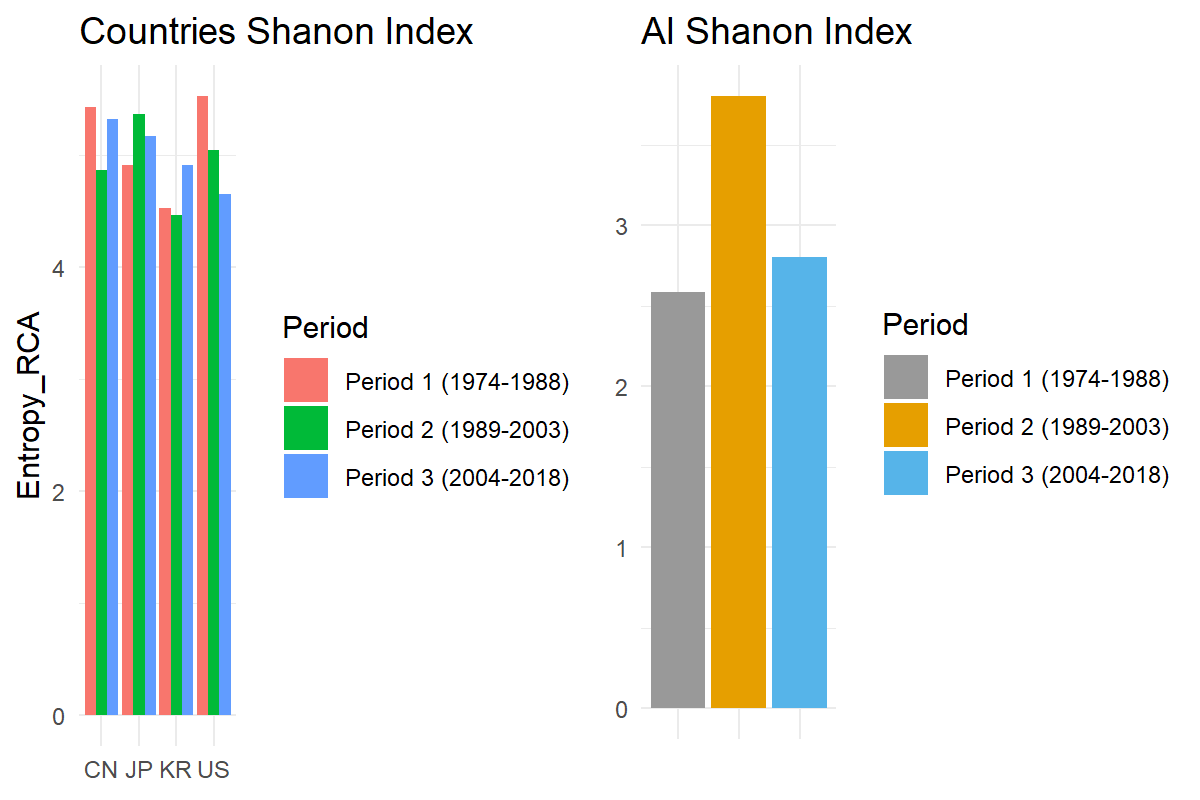 Countries Shanon Index
Entropy_RCA
4
2
0
CN JP KR US
Period
Period 1 (1974-1988)
Period 2 (1989-2003)
Period 3 (2004-2018)
AI Shanon Index
3
2
1
0
Period
Period 1 (1974-1988)
Period 2 (1989-2003)
Period 3 (2004-2018)